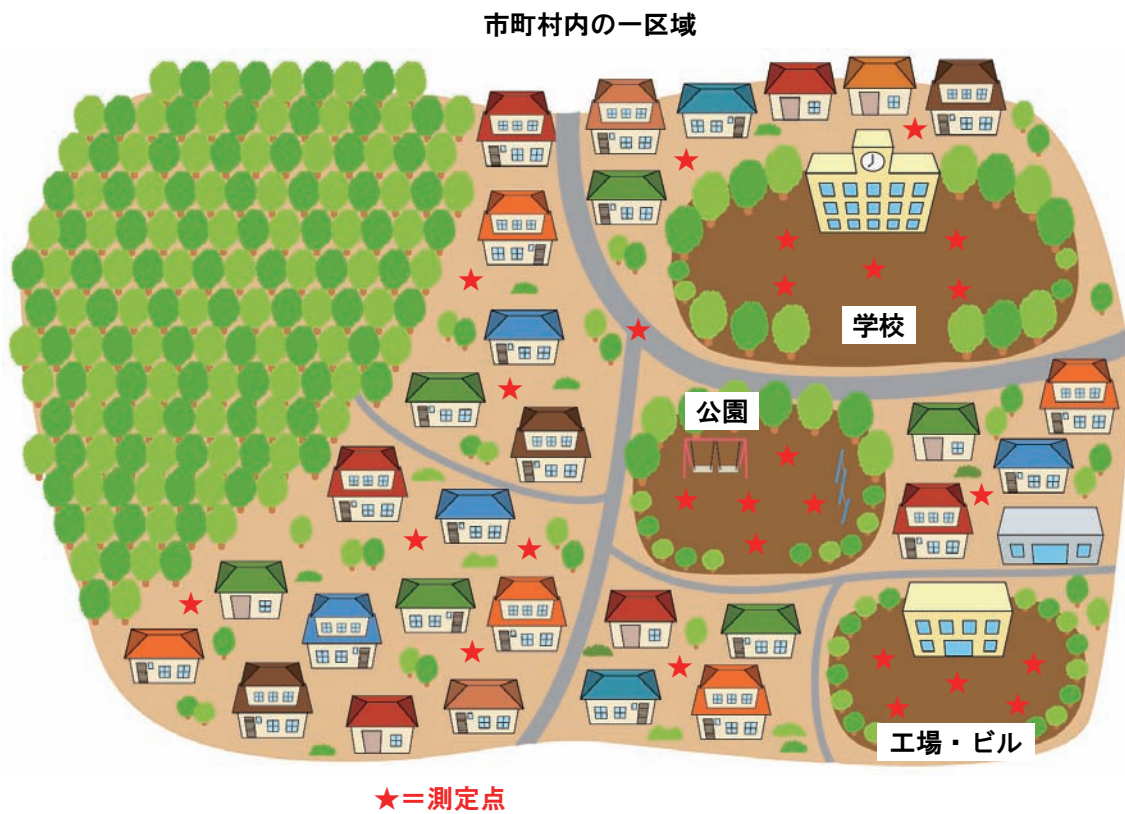 市町村内の一区域
学校
公園
工場・ビル
★=測定点